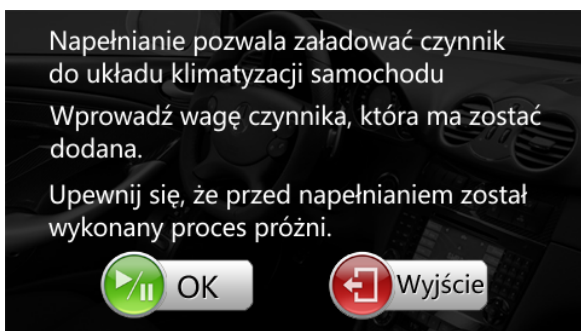 Napełnianie pozwala załadować czynnik
do układu klimatyzacji samochodu
Wprowadź wagę czynnika, która ma zostać
dodana.
Upewnij się, że przed napełnianiem został
wykonany proces próżni.
OK
Wyjście